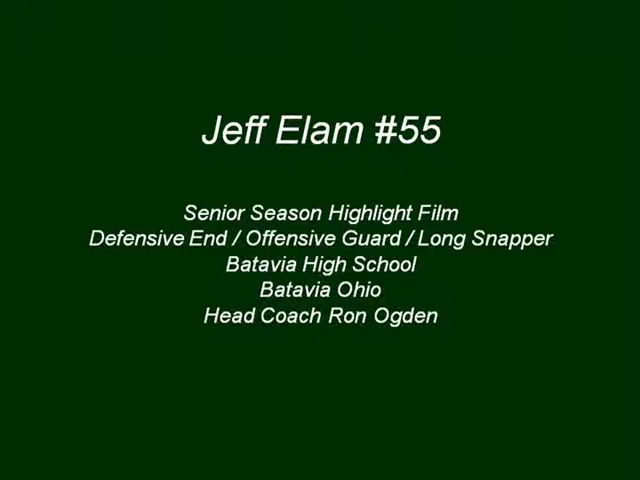 Jeff Elam #55
Senior Season Highlight Film
Defensive End / Offensive Guard / Long Snapper
Batavia High School
Batavia Ohio
Head Coach Ron Ogden